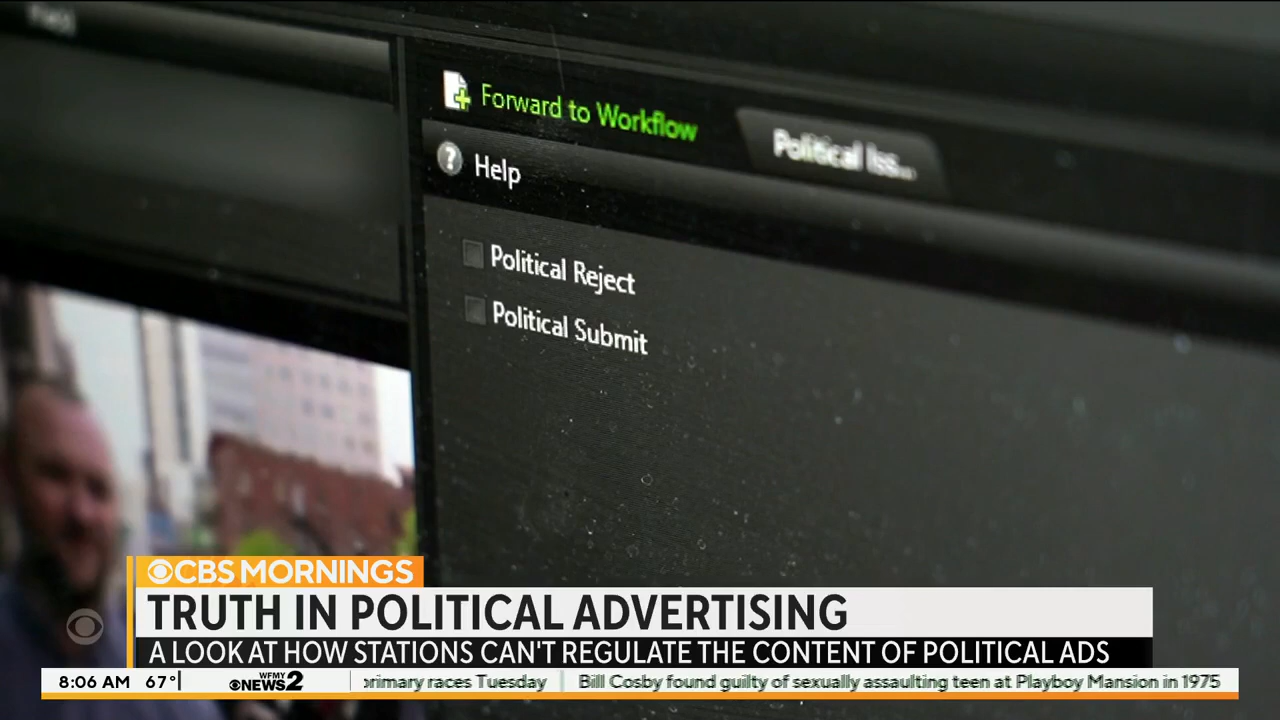 Forward to Workflow
Political Iss...
Help
Political Reject
Political Submit
CBS MORNINGS
TRUTH IN POLITICAL ADVERTISING
A LOOK AT HOW STATIONS CAN'T REGULATE THE CONTENT OF POLITICAL ADS
8:06 AM 67° WFMY NEWS 2 primary races Tuesday Bill Cosby found guilty of sexually assaulting teen at Playboy Mansion in 1975